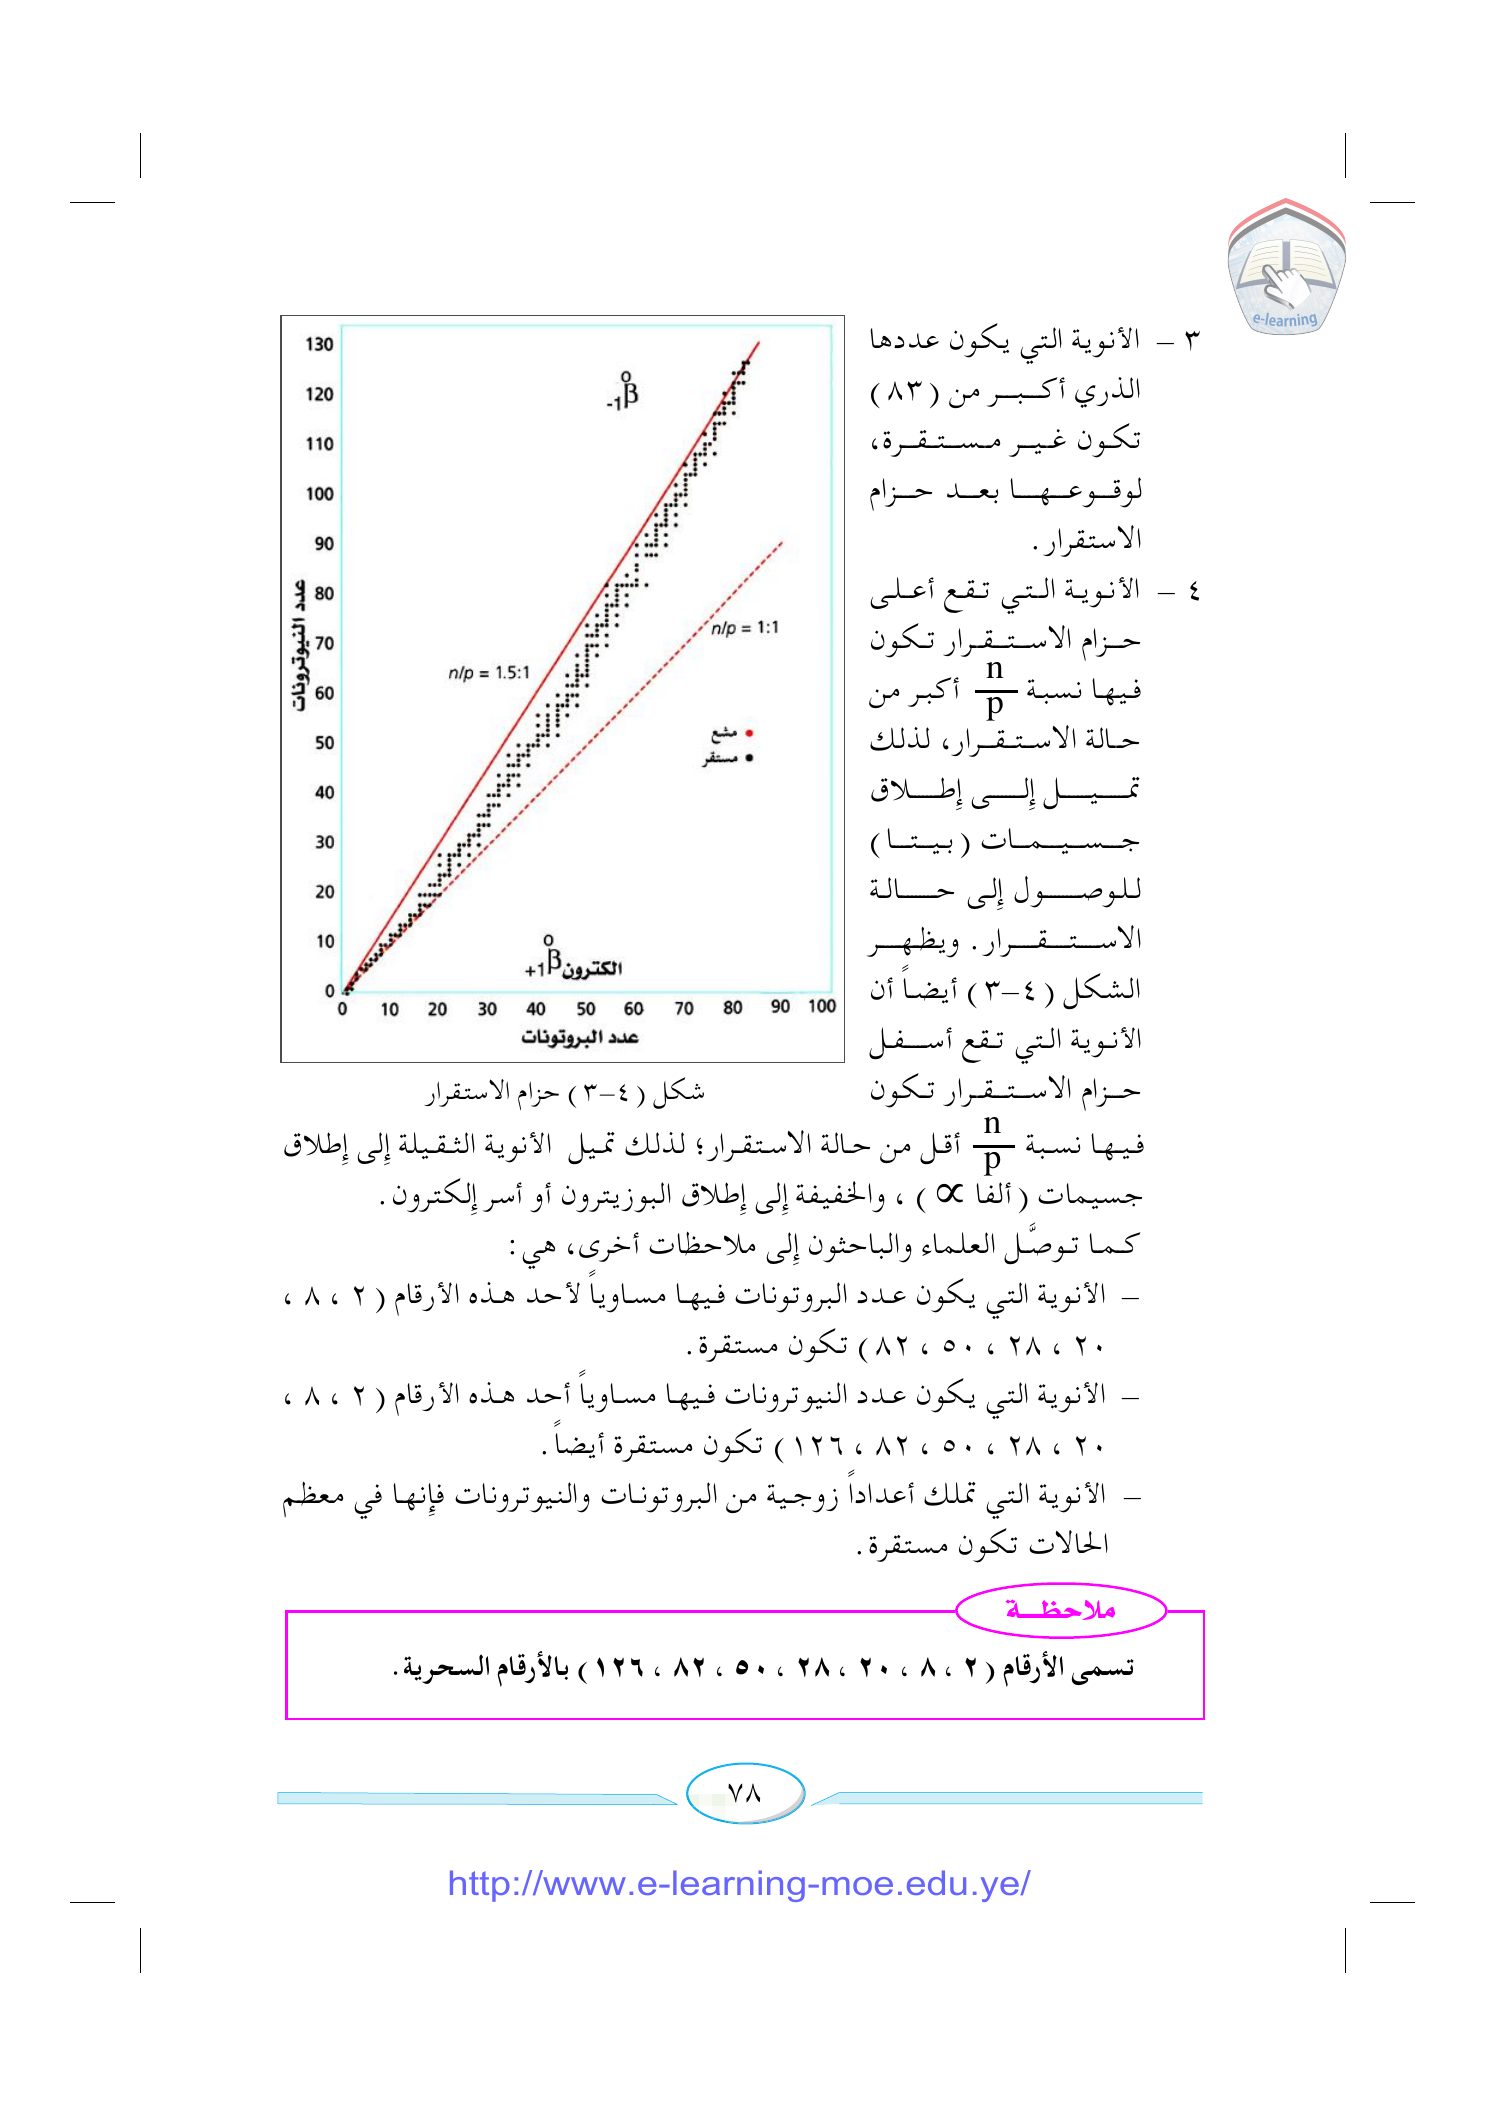 e-learning
٣ – الأنوية التي يكون عددها
الذري أكبر من (٨٣)
تكون غير مستقرة،
لوقوعها بعد حزام
الاستقرار.
٤ – الأنوية التي تقع أعلى
حزام الاستقرار تكون
فيها نسبة n/p أكبر من
حالة الاستقرار، لذلك
تميل إلى إطلاق
جسيمات (بيتا)
للوصول إلى حالة
الاستقرار. ويظهر
الشكل (٤–٣) أيضاً أن
الأنوية التي تقع أسفل
حزام الاستقرار تكون
130
120
110
100
90
80
70
60
50
40
30
20
10
0
عدد النيوترونات
0 10 20 30 40 50 60 70 80 90 100
عدد البروتونات
0
-1β
n/p = 1:1
n/p = 1.5:1
مشع
مستقر
0
+1β الكترون
شكل (٤–٣) حزام الاستقرار
فيها نسبة n/p أقل من حالة الاستقرار؛ لذلك تميل الأنوية الثقيلة إلى إطلاق
جسيمات (ألفا ∝) ، والخفيفة إلى إطلاق البوزيترون أو أسر إلكترون.
كما توصَّل العلماء والباحثون إلى ملاحظات أخرى، هي:
– الأنوية التي يكون عدد البروتونات فيها مساوياً لأحد هذه الأرقام (٢ ، ٨ ،
٢٠ ، ٢٨ ، ٥٠ ، ٨٢) تكون مستقرة.
– الأنوية التي يكون عدد النيوترونات فيها مساوياً أحد هذه الأرقام (٢ ، ٨ ،
٢٠ ، ٢٨ ، ٥٠ ، ٨٢ ، ١٢٦) تكون مستقرة أيضاً.
– الأنوية التي تملك أعداداً زوجية من البروتونات والنيوترونات فإنها في معظم
الحالات تكون مستقرة.
ملاحظة
تسمى الأرقام (٢ ، ٨ ، ٢٠ ، ٢٨ ، ٥٠ ، ٨٢ ، ١٢٦) بالأرقام السحرية.
٧٨
http://www.e-learning-moe.edu.ye/